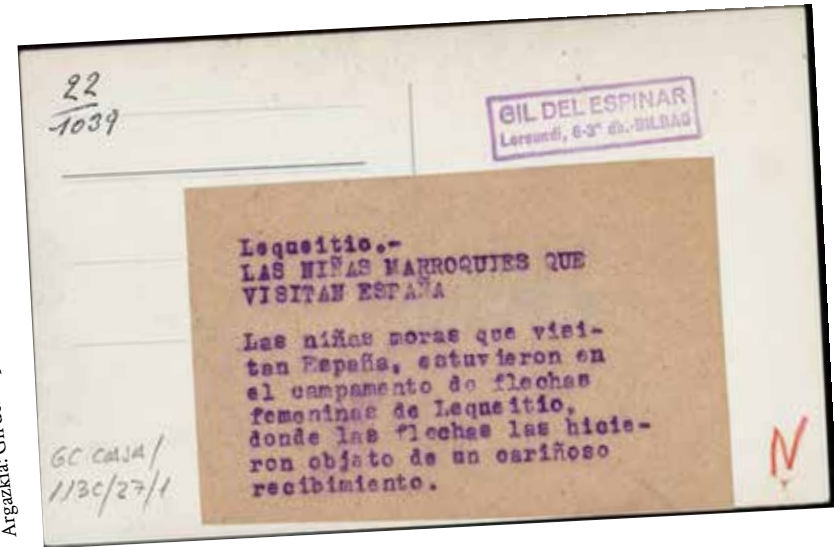 22
1039
GIL DEL ESPINAR
Lersundi, 6-3º dh.-BILBAO
Lequeitio.-
LAS NIÑAS MARROQUIES QUE
VISITAN ESPAÑA
Las niñas moras que visi-
tan España, estuvieron en
el campamento de flechas
femeninas de Lequeitio,
donde las flechas las hicie-
ron objeto de un cariñoso
recibimiento.
GC CAJA/
113C/27/1
N
Argazkia: